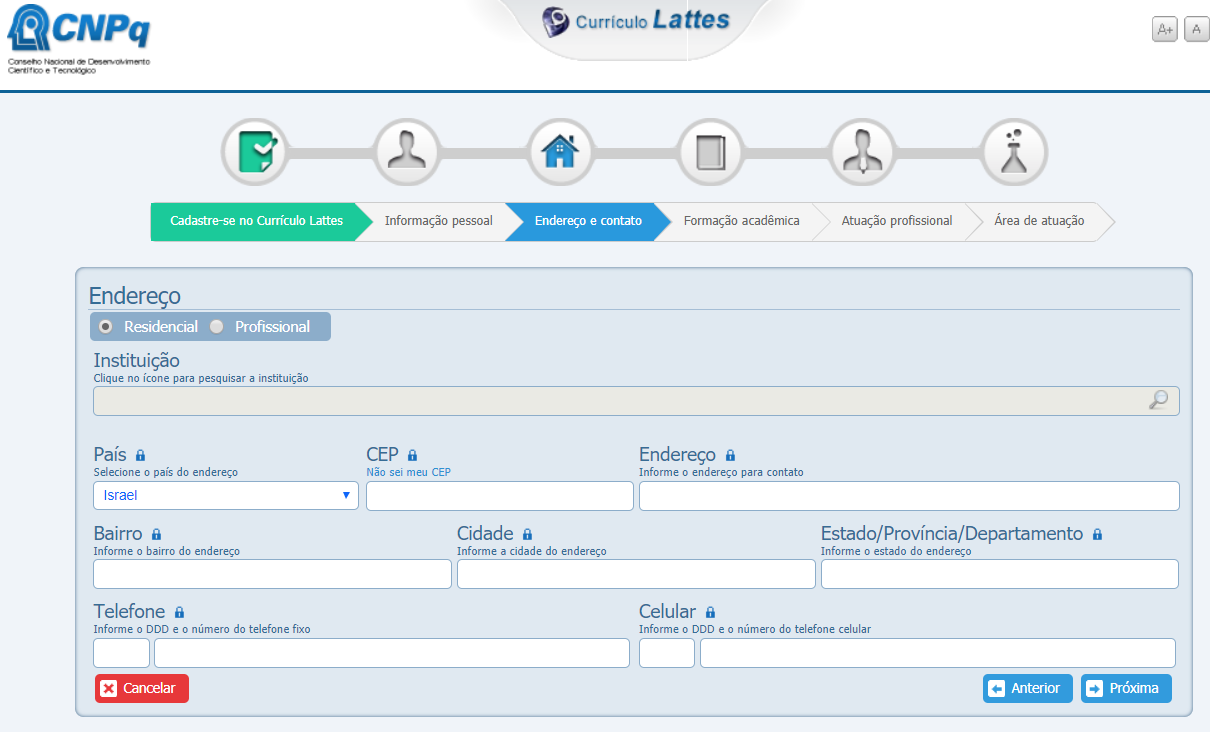 CNPq
Conselho Nacional de Desenvolvimento
Científico e Tecnológico
Currículo Lattes
A+ A
Cadastre-se no Currículo Lattes
Informação pessoal
Endereço e contato
Formação acadêmica
Atuação profissional
Área de atuação
Endereço
Residencial Profissional
Instituição
Clique no ícone para pesquisar a instituição
País CEP Endereço
Selecione o país do endereço Não sei meu CEP Informe o endereço para contato
Israel
Bairro Cidade Estado/Província/Departamento
Informe o bairro do endereço Informe a cidade do endereço Informe o estado do endereço
Telefone Celular
Informe o DDD e o número do telefone fixo Informe o DDD e o número do telefone celular
Cancelar Anterior Próxima